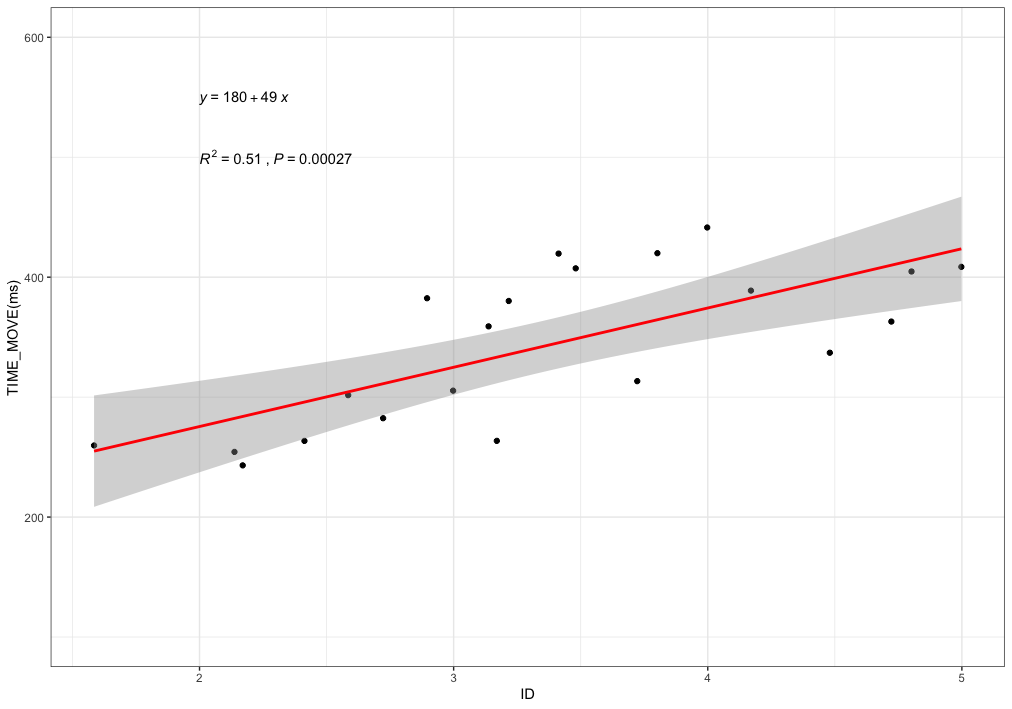 600
y = 180 + 49 x
R² = 0.51 , P = 0.00027
400
200
TIME_MOVE(ms)
2 3 4 5
ID